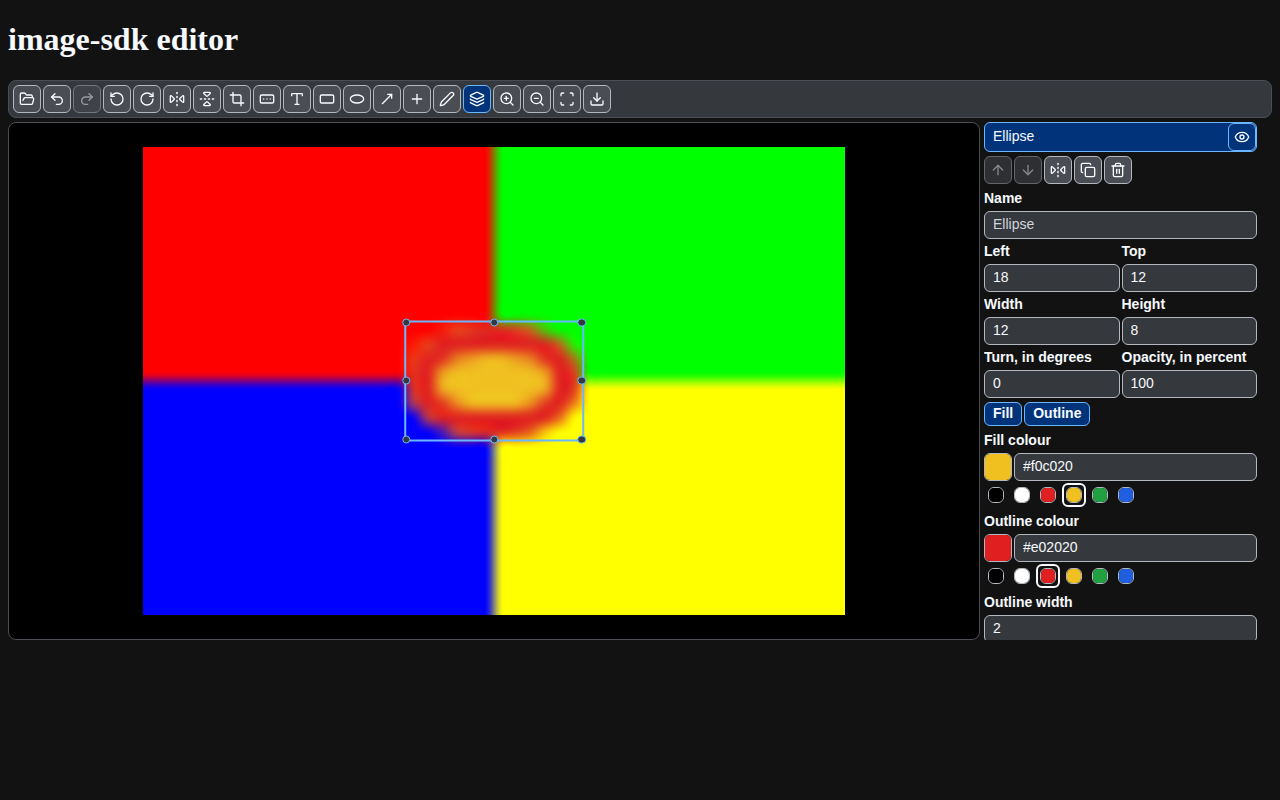 image-sdk editor
Ellipse
Name
Ellipse
Left Top
18 12
Width Height
12 8
Turn, in degrees Opacity, in percent
0 100
Fill Outline
Fill colour
#f0c020
Outline colour
#e02020
Outline width
2